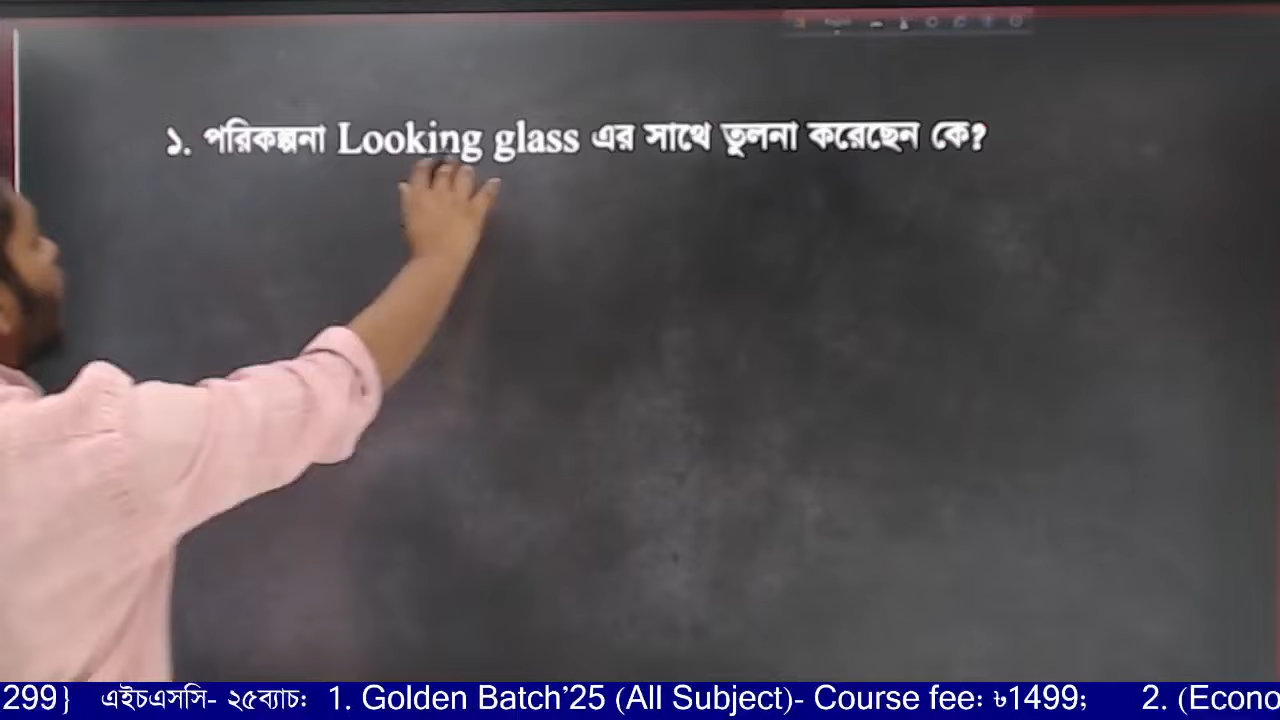 ১. পরিকল্পনা Looking glass এর সাথে তুলনা করেছেন কে?
299} এইচএসসি- ২৫ব্যাচঃ 1. Golden Batch’25 (All Subject)- Course fee: ৳1499; 2. (Econo